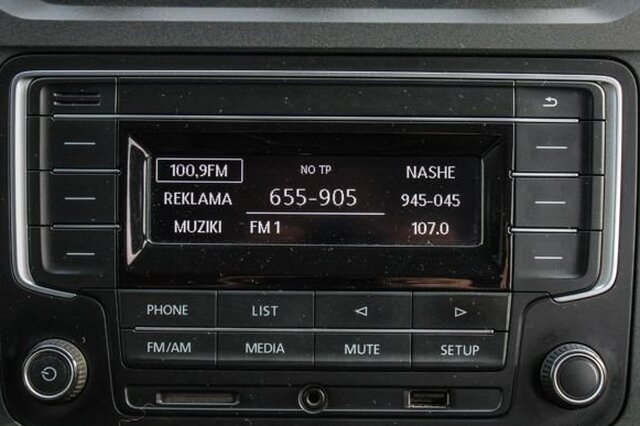 100,9FM NO TP NASHE
REKLAMA 655-905 945-045
MUZIKI FM 1 107.0
PHONE LIST
FM/AM MEDIA MUTE SETUP